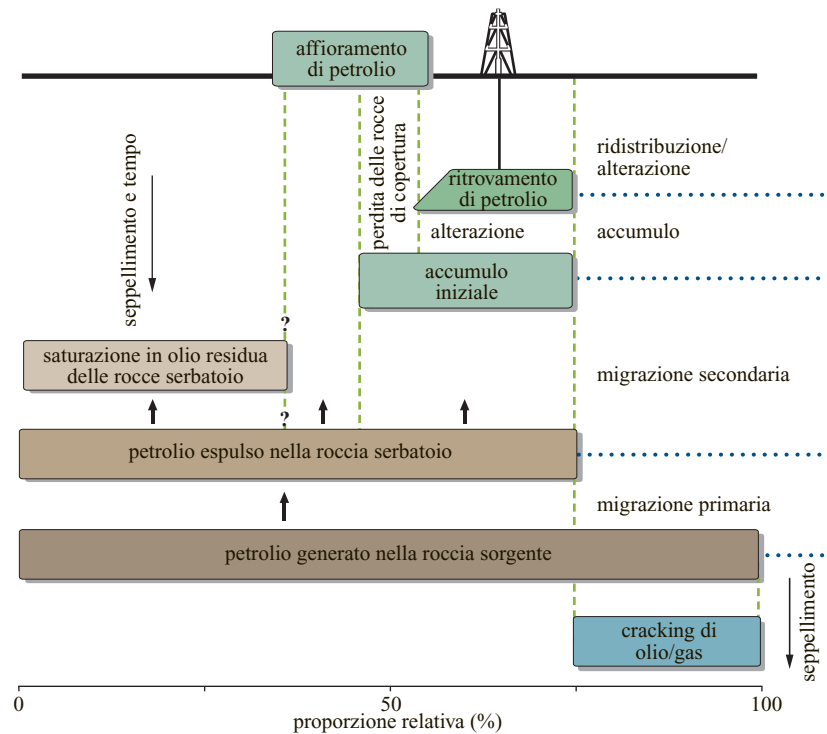 affioramento
di petrolio
seppellimento e tempo
perdita delle rocce
di copertura
ridistribuzione/
alterazione
ritrovamento
di petrolio
alterazione
accumulo
accumulo
iniziale
?
saturazione in olio residua
delle rocce serbatoio
migrazione secondaria
?
petrolio espulso nella roccia serbatoio
migrazione primaria
petrolio generato nella roccia sorgente
seppellimento
cracking di
olio/gas
0
50
100
proporzione relativa (%)